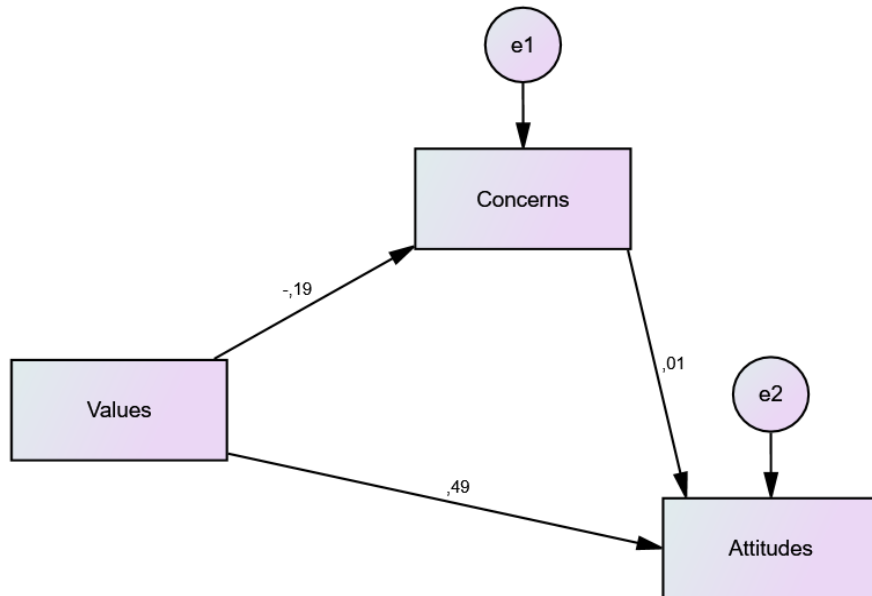 e1
Concerns
-,19
,01
Values
e2
,49
Attitudes